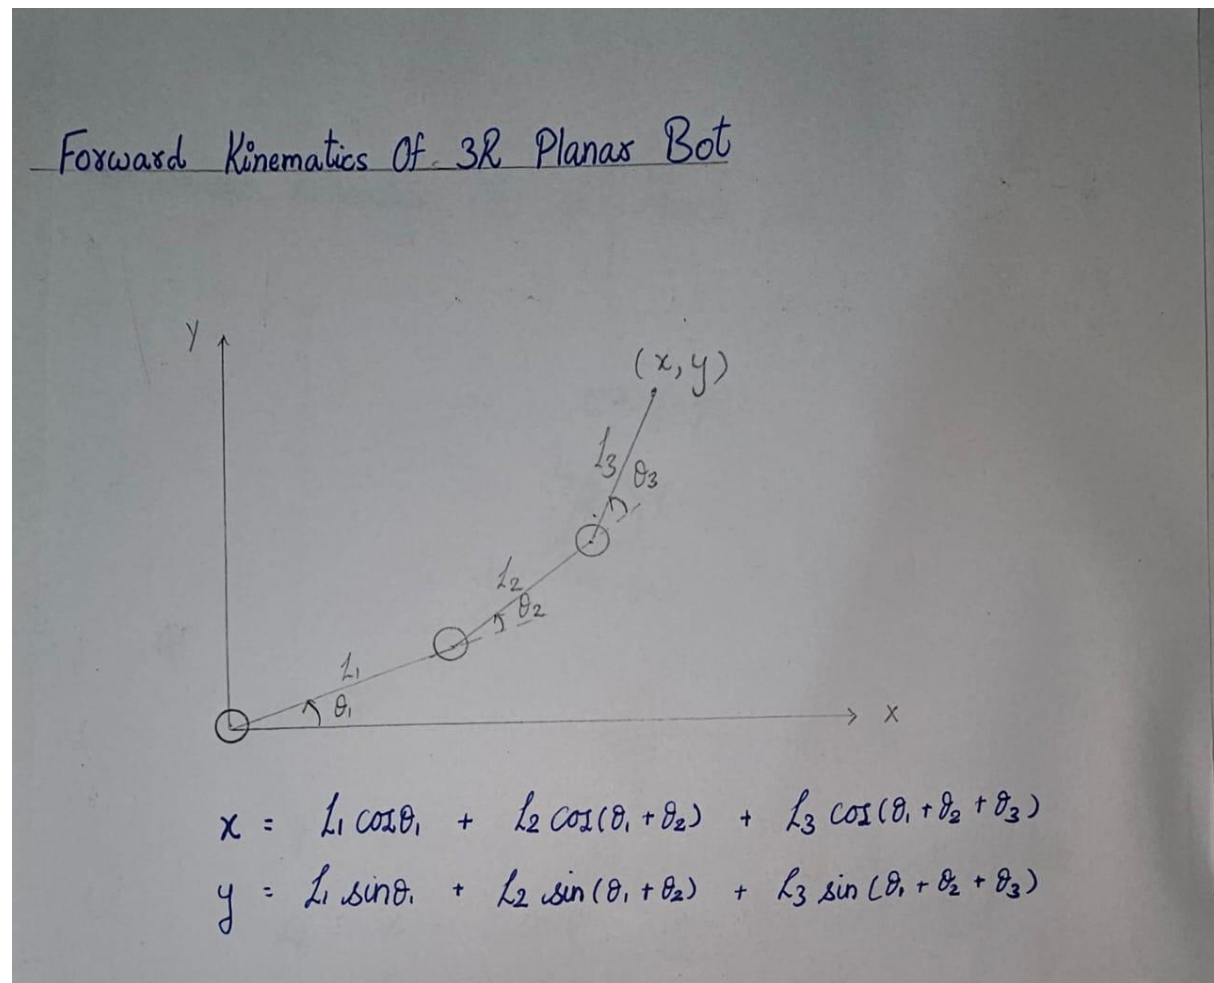 Forward Kinematics Of 3R Planar Bot
Y
(x, y)
L3
θ3
L2
θ2
L1
θ1
X
x = L1 cosθ1 + L2 cos(θ1 + θ2) + L3 cos(θ1 + θ2 + θ3)
y = L1 sinθ1 + L2 sin(θ1 + θ2) + L3 sin(θ1 + θ2 + θ3)